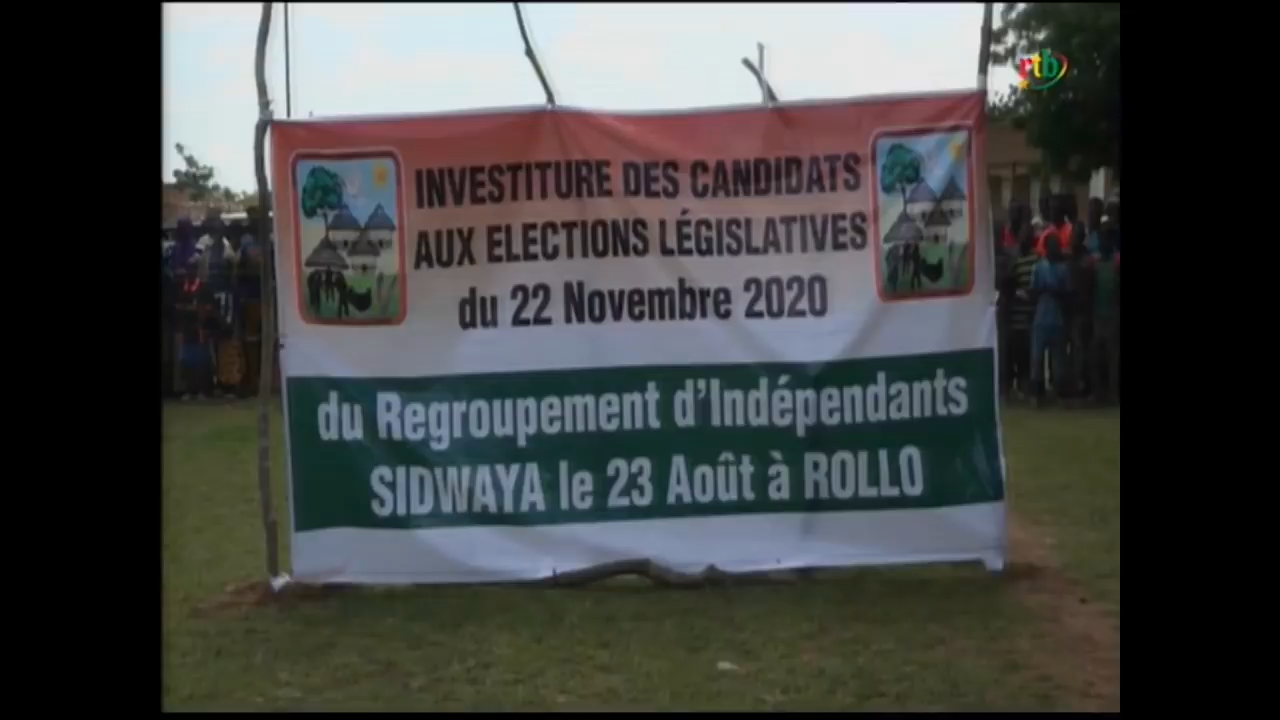 rtb
INVESTITURE DES CANDIDATS
AUX ELECTIONS LÉGISLATIVES
du 22 Novembre 2020
du Regroupement d'Indépendants
SIDWAYA le 23 Août à ROLLO